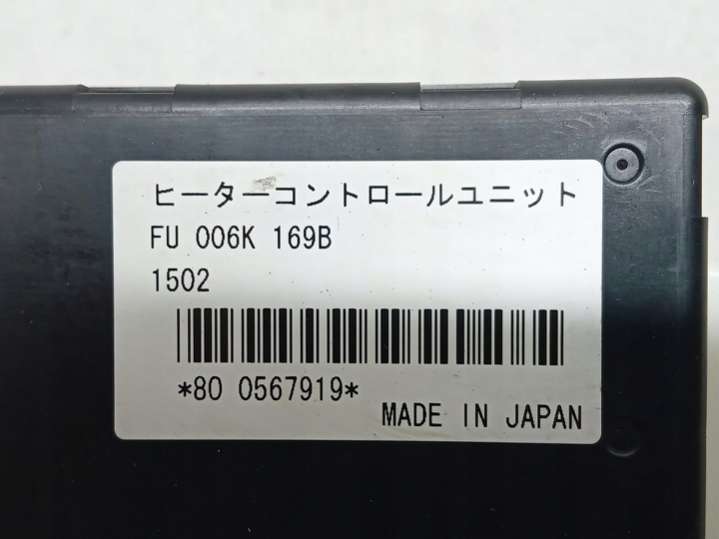 ヒーターコントロールユニット
FU 006K 169B
1502
*80 0567919*
MADE IN JAPAN